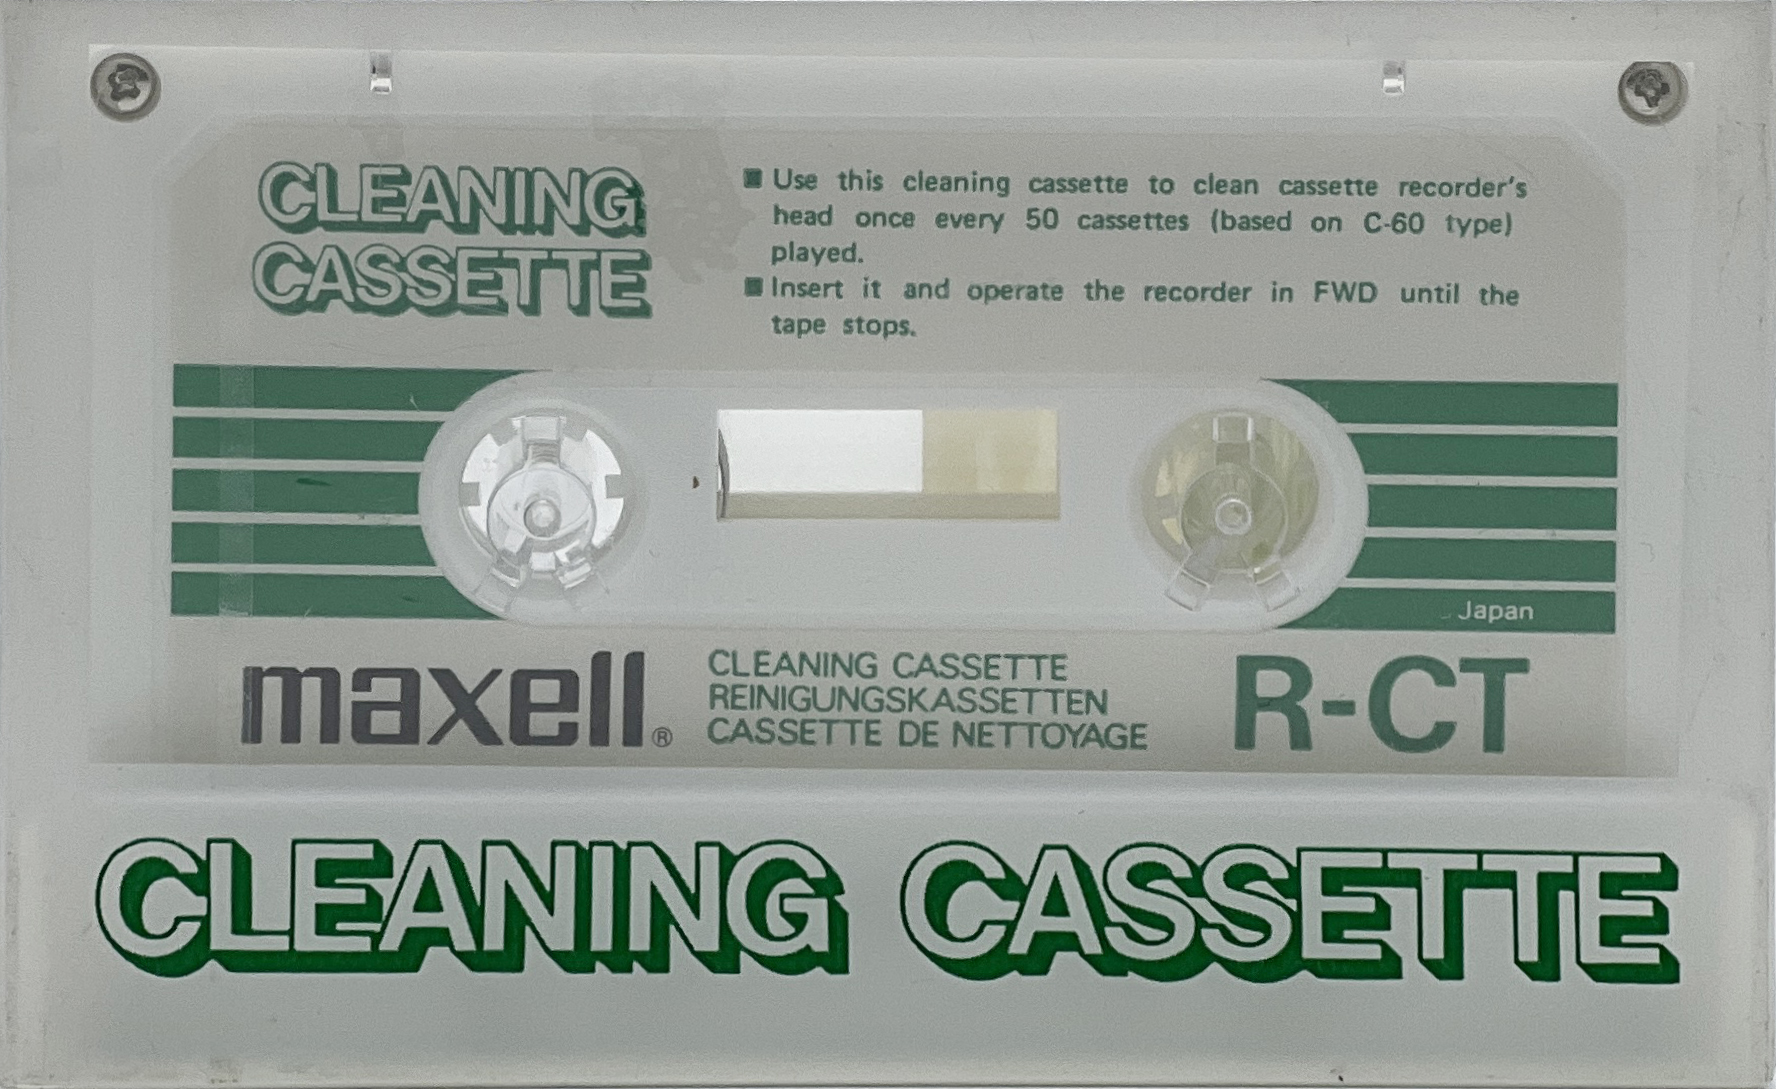 CLEANING
CASSETTE
■ Use this cleaning cassette to clean cassette recorder's
head once every 50 cassettes (based on C-60 type)
played.
■ Insert it and operate the recorder in FWD until the
tape stops.
Japan
maxell®
CLEANING CASSETTE
REINIGUNGSKASSETTEN
CASSETTE DE NETTOYAGE
R-CT
CLEANING CASSETTE